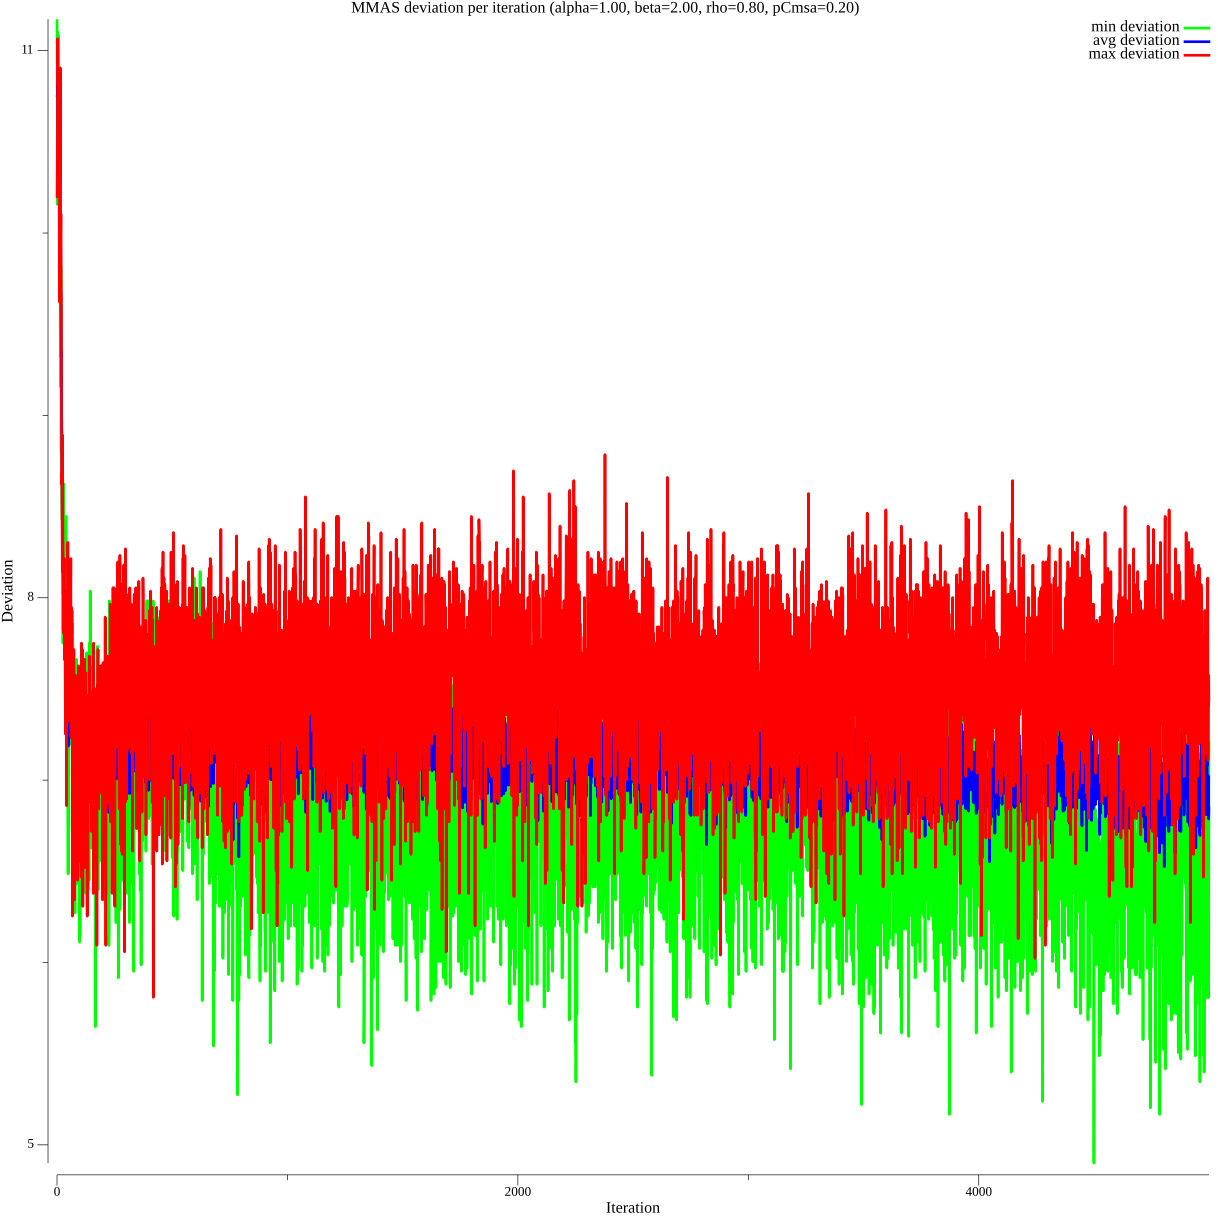 MMAS deviation per iteration (alpha=1.00, beta=2.00, rho=0.80, pCmsa=0.20)
min deviation
avg deviation
max deviation
11
8
5
Deviation
0
2000
4000
Iteration